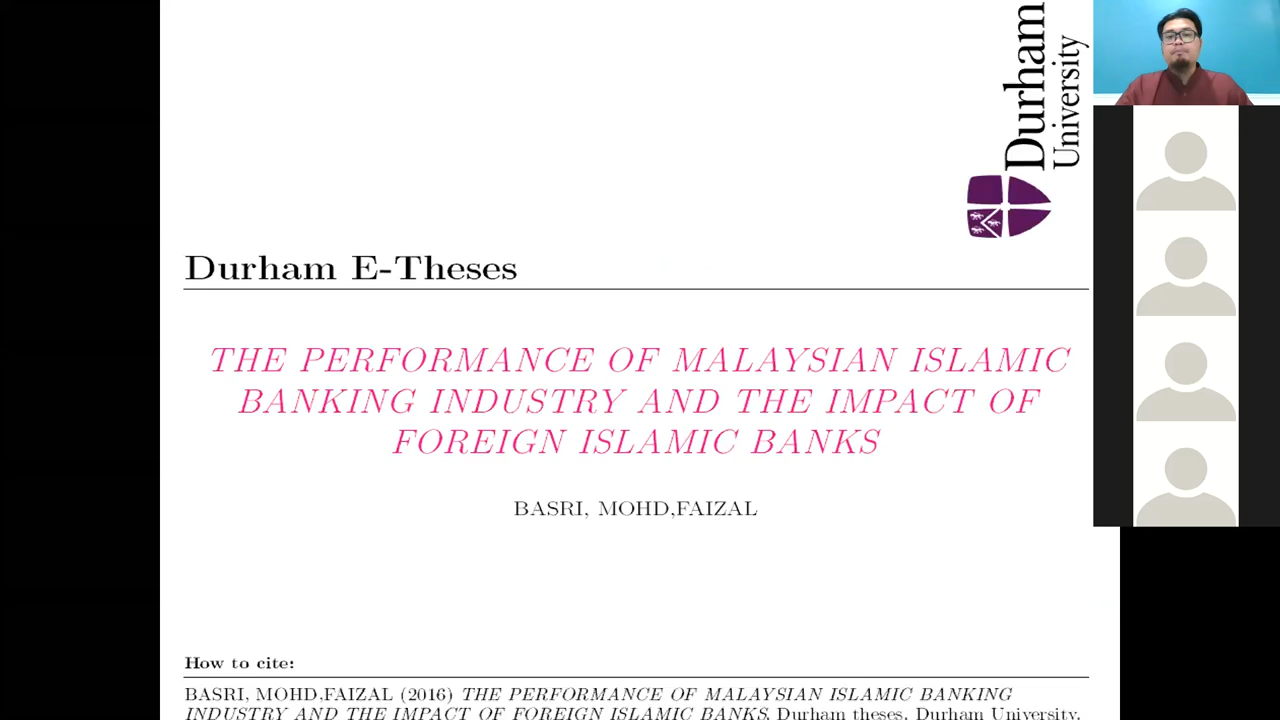 Durham
University
Durham E-Theses
THE PERFORMANCE OF MALAYSIAN ISLAMIC
BANKING INDUSTRY AND THE IMPACT OF
FOREIGN ISLAMIC BANKS
BASRI, MOHD,FAIZAL
How to cite:
BASRI, MOHD,FAIZAL (2016) THE PERFORMANCE OF MALAYSIAN ISLAMIC BANKING
INDUSTRY AND THE IMPACT OF FOREIGN ISLAMIC BANKS, Durham theses, Durham University.